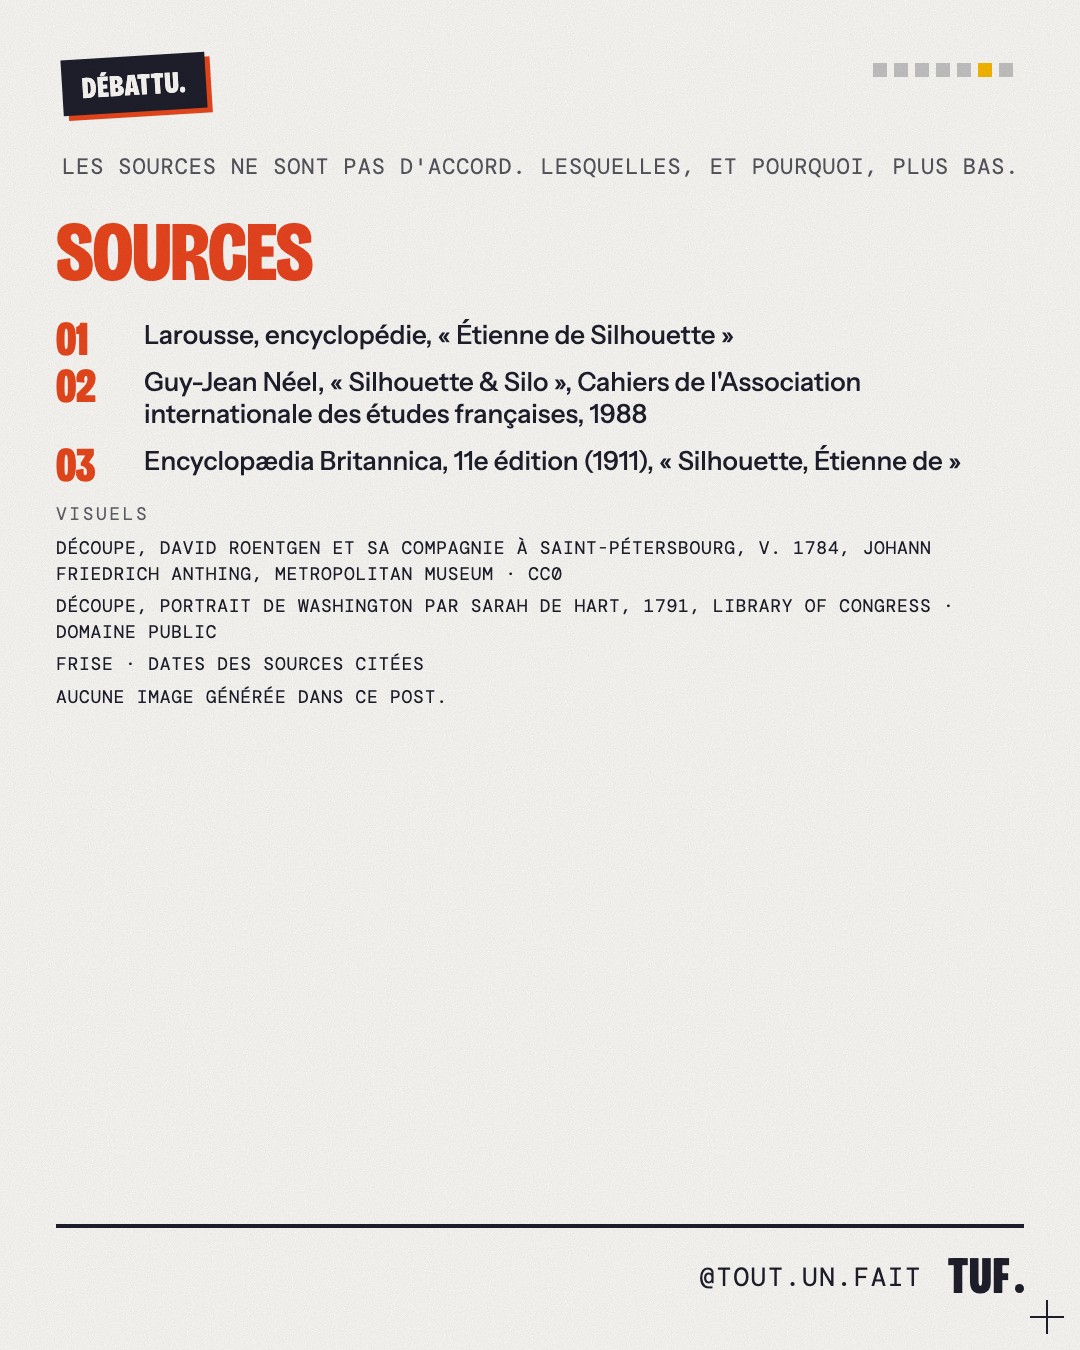 DÉBATTU.
LES SOURCES NE SONT PAS D'ACCORD. LESQUELLES, ET POURQUOI, PLUS BAS.
SOURCES
01 Larousse, encyclopédie, « Étienne de Silhouette »
02 Guy-Jean Néel, « Silhouette & Silo », Cahiers de l'Association
internationale des études françaises, 1988
03 Encyclopædia Britannica, 11e édition (1911), « Silhouette, Étienne de »
VISUELS
DÉCOUPE, DAVID ROENTGEN ET SA COMPAGNIE À SAINT-PÉTERSBOURG, V. 1784, JOHANN
FRIEDRICH ANTHING, METROPOLITAN MUSEUM · CC0
DÉCOUPE, PORTRAIT DE WASHINGTON PAR SARAH DE HART, 1791, LIBRARY OF CONGRESS ·
DOMAINE PUBLIC
FRISE · DATES DES SOURCES CITÉES
AUCUNE IMAGE GÉNÉRÉE DANS CE POST.
@TOUT.UN.FAIT TUF.